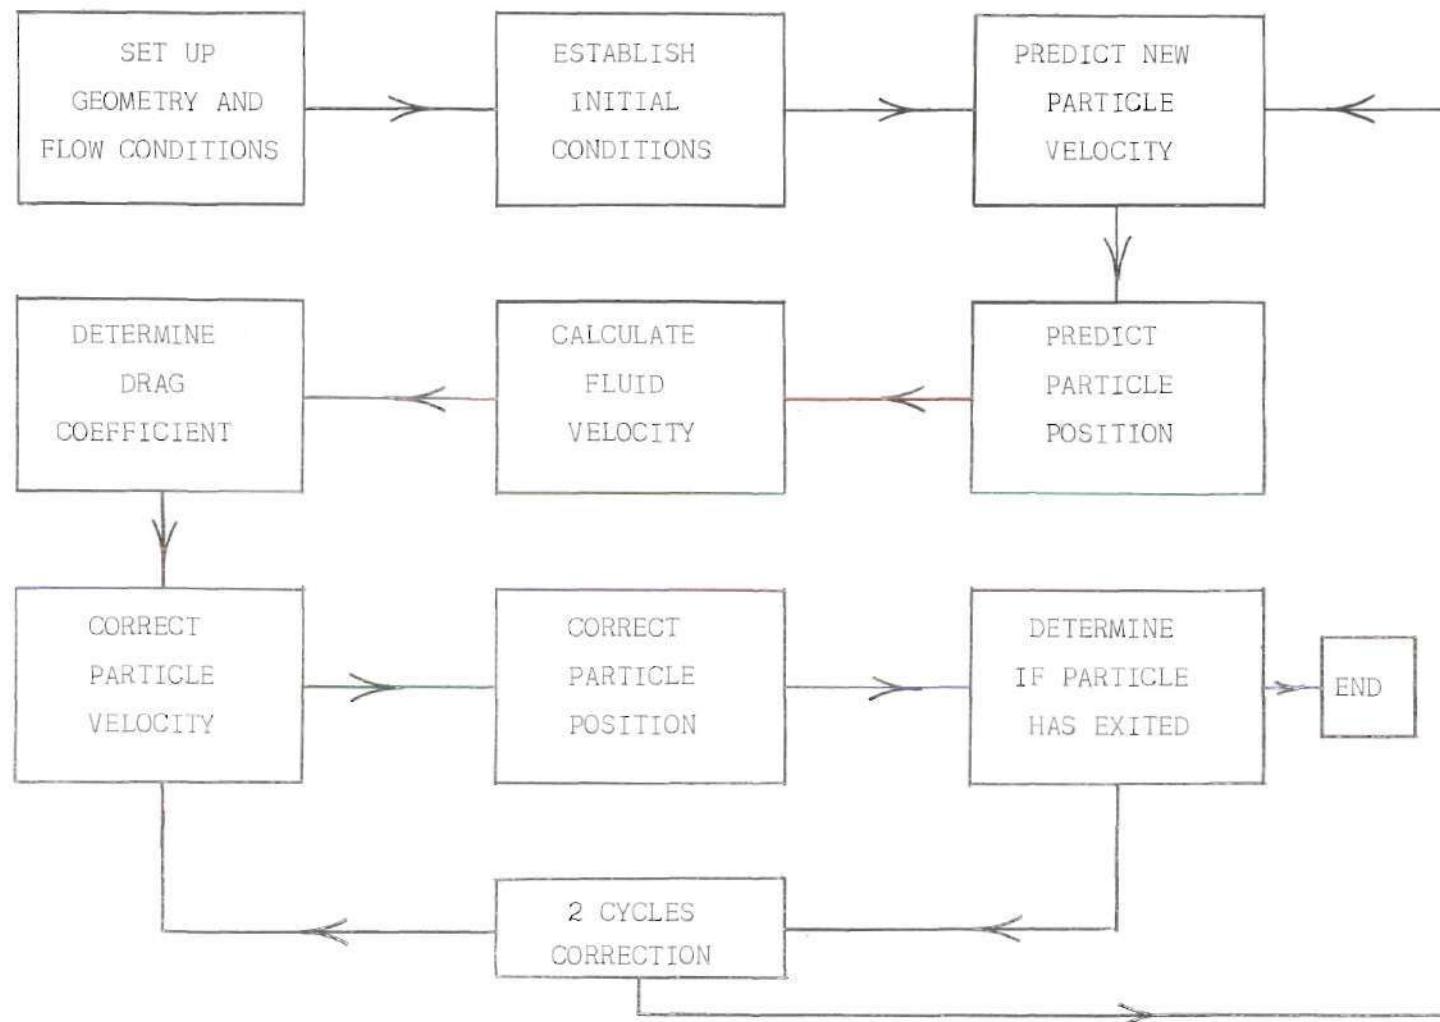 SET UP
GEOMETRY AND
FLOW CONDITIONS
ESTABLISH
INITIAL
CONDITIONS
PREDICT NEW
PARTICLE
VELOCITY
DETERMINE
DRAG
COEFFICIENT
CALCULATE
FLUID
VELOCITY
PREDICT
PARTICLE
POSITION
CORRECT
PARTICLE
VELOCITY
CORRECT
PARTICLE
POSITION
DETERMINE
IF PARTICLE
HAS EXITED
END
2 CYCLES
CORRECTION